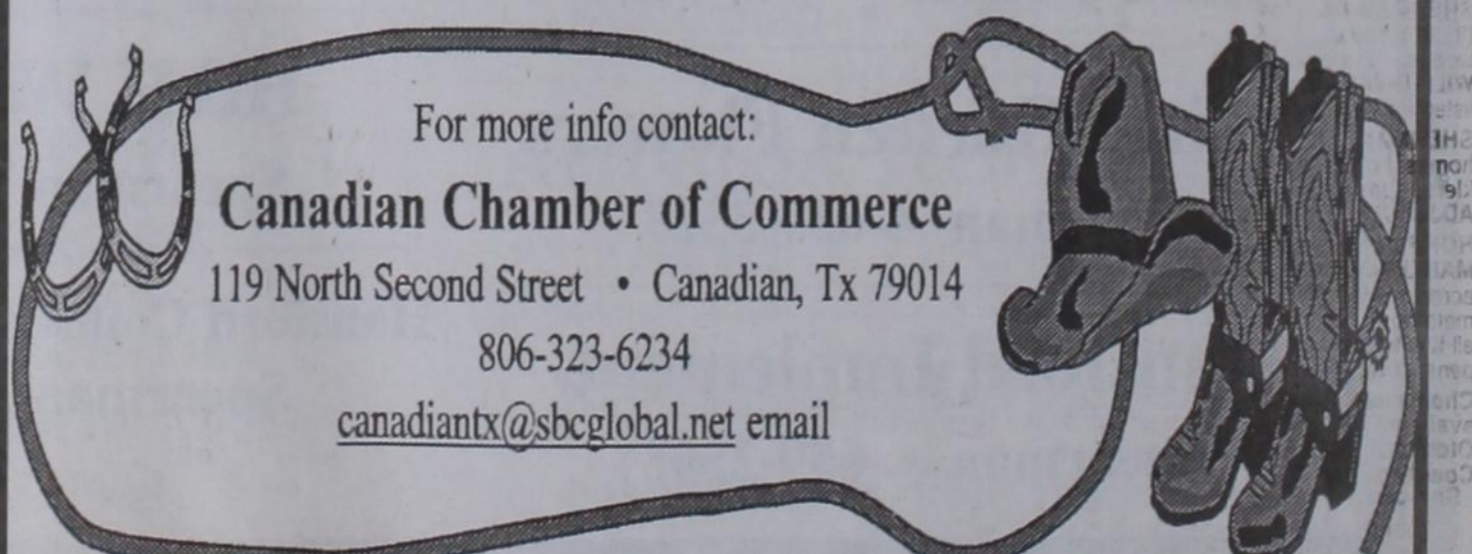 For more info contact:
Canadian Chamber of Commerce
119 North Second Street • Canadian, Tx 79014
806-323-6234
canadiantx@sbcglobal.net email